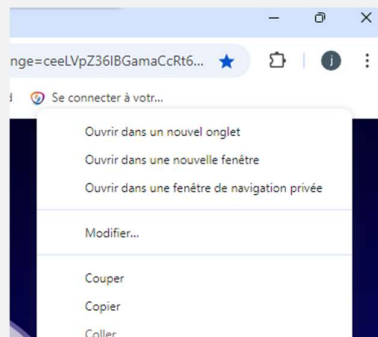 nge=ceeLVpZ36IBGamaCcRt6...
j
Se connecter à votr...
Ouvrir dans un nouvel onglet
Ouvrir dans une nouvelle fenêtre
Ouvrir dans une fenêtre de navigation privée
Modifier...
Couper
Copier
Coller